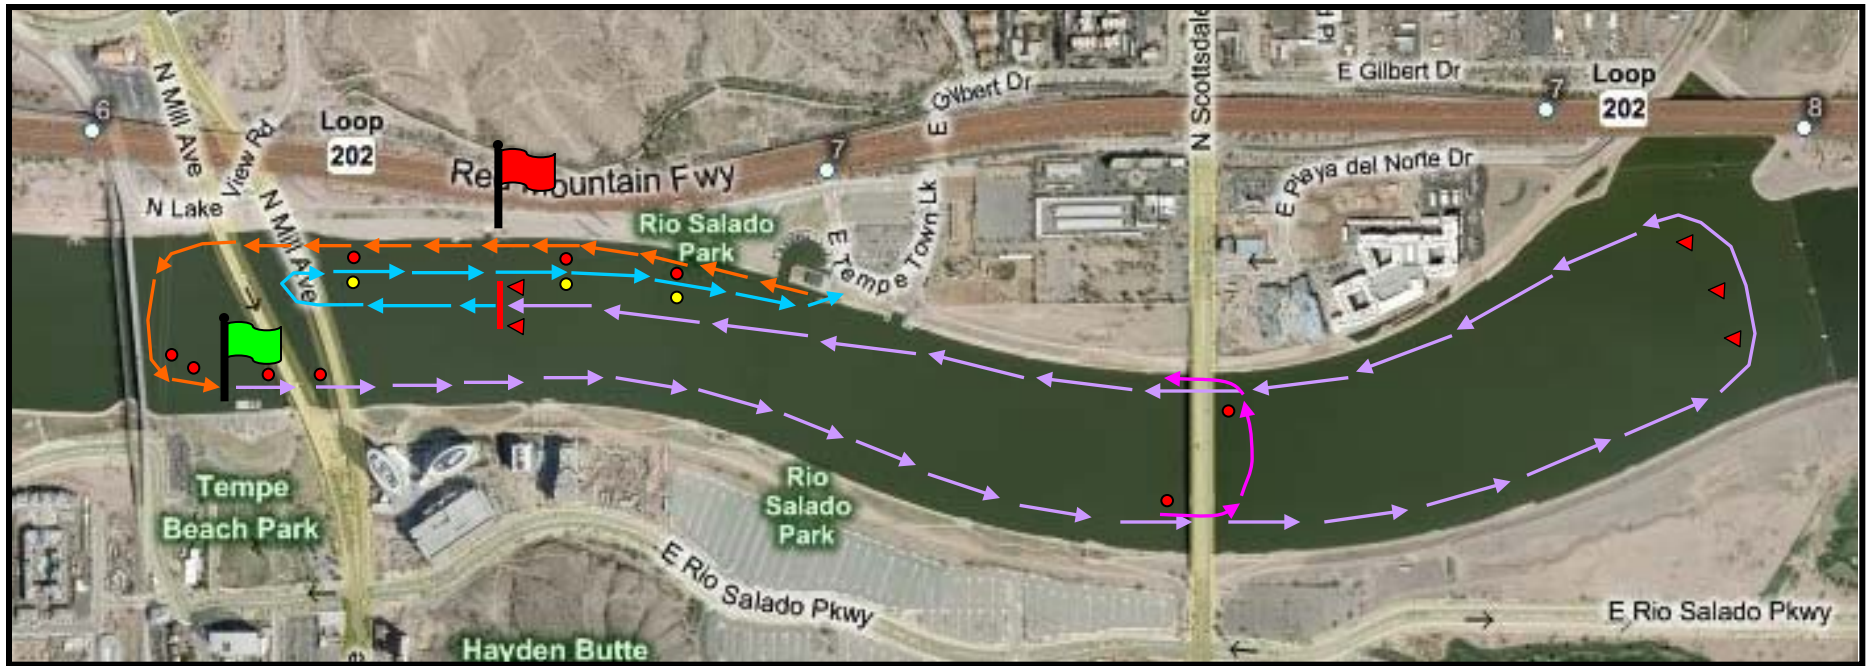 N Mill Ave
6
Loop
202
N Lake
View Rd
N Mill Ave
Red Mountain Fwy
7
E Gilbert Dr
N Scottsdale
E Gilbert Dr
7
Loop
202
8
E Playa del Norte Dr
Rio Salado
Park
E Tempe Town Lk
Tempe
Beach Park
Rio
Salado
Park
E Rio Salado Pkwy
E Rio Salado Pkwy
Hayden Butte